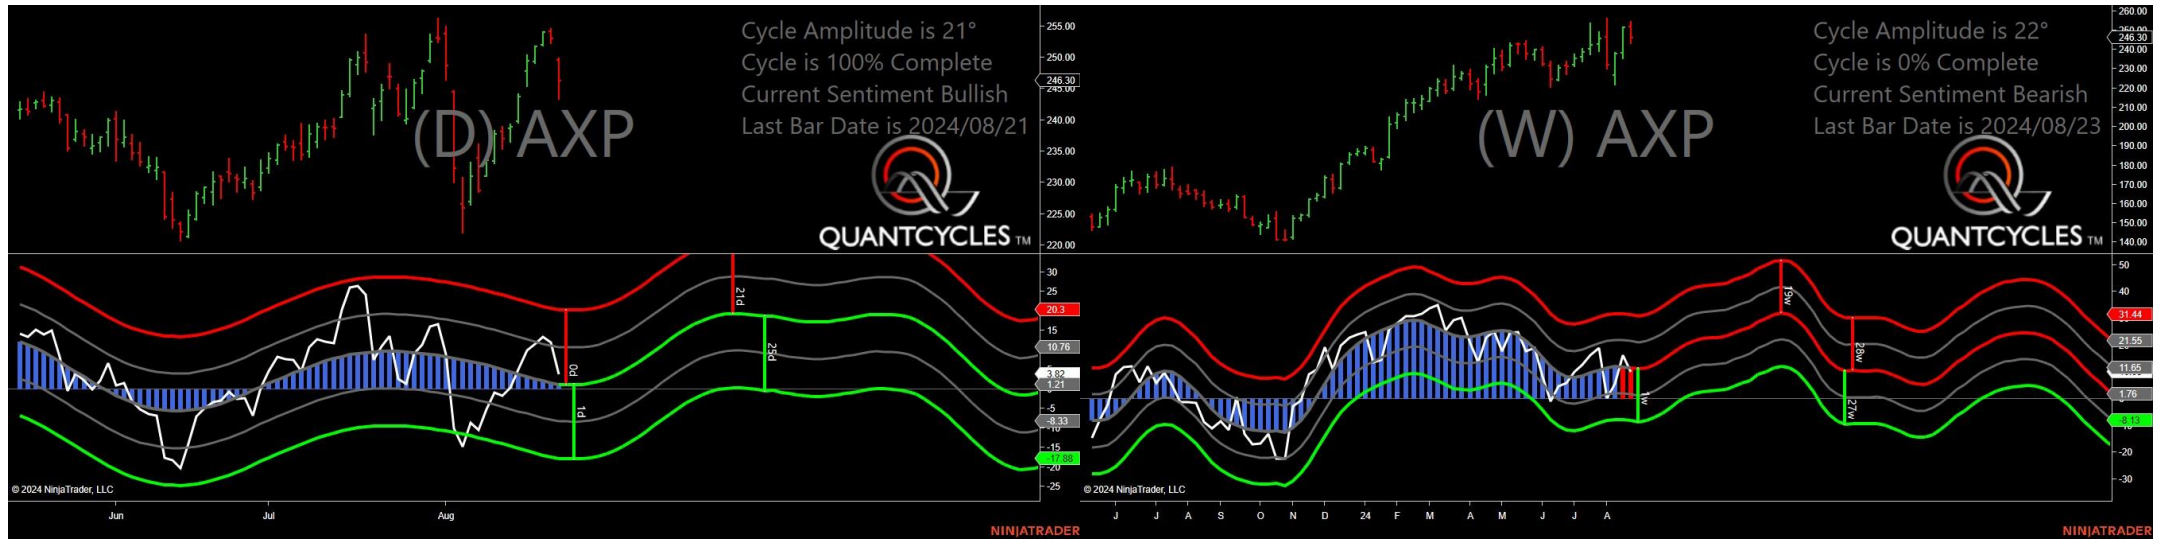 Cycle Amplitude is 21°
Cycle is 100% Complete
Current Sentiment Bullish
Last Bar Date is 2024/08/21
(D) AXP
QUANTCYCLES TM
255.00
250.00
246.30
245.00
240.00
235.00
230.00
225.00
220.00
30
25
20.3
15
10.76
3.82
1.21
-5
-8.33
-10
-15
-17.88
-20
-25
21d
25d
0d
1d
© 2024 NinjaTrader, LLC
Jun Jul Aug
NINJATRADER
Cycle Amplitude is 22°
Cycle is 0% Complete
Current Sentiment Bearish
Last Bar Date is 2024/08/23
(W) AXP
QUANTCYCLES TM
260.00
246.30
240.00
230.00
220.00
210.00
200.00
190.00
180.00
170.00
160.00
150.00
140.00
50
40
31.44
21.55
11.65
1.76
-8.13
-20
-30
19w
28w
1w
27w
© 2024 NinjaTrader, LLC
J J A S O N D 24 F M A M J J A
NINJATRADER